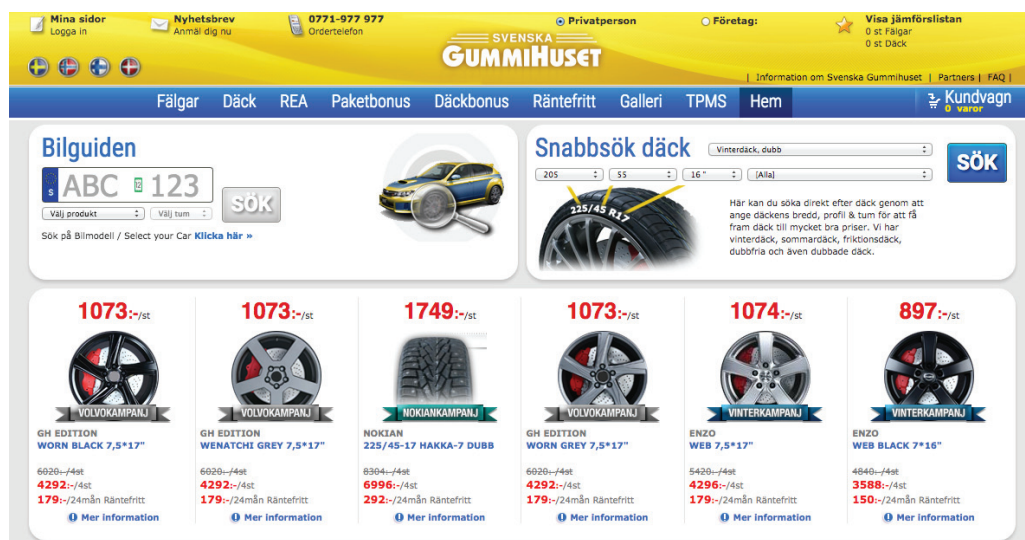 Mina sidor
Logga in
Nyhetsbrev
Anmäl dig nu
0771-977 977
Ordertelefon
Privatperson
Företag:
Visa jämförslistan
0 st Fälgar
0 st Däck
SVENSKA
GUMMIHUSET
| Information om Svenska Gummihuset | Partners | FAQ |
Fälgar Däck REA Paketbonus Däckbonus Räntefritt Galleri TPMS Hem
Kundvagn
0 varor
Bilguiden
S ABC 12 123
SÖK
Välj produkt Välj tum
Sök på Bilmodell / Select your Car Klicka här »
Snabbsök däck
Vinterdäck, dubb
SÖK
205 55 16 " [Alla]
225/45 R17
Här kan du söka direkt efter däck genom att
ange däckens bredd, profil & tum för att få
fram däck till mycket bra priser. Vi har
vinterdäck, sommardäck, friktionsdäck,
dubbfria och även dubbade däck.
1073:-/st
VOLVOKAMPANJ
GH EDITION
WORN BLACK 7,5*17"
6020:-/4st
4292:-/4st
179:-/24mån Räntefritt
Mer information
1073:-/st
VOLVOKAMPANJ
GH EDITION
WENATCHI GREY 7,5*17"
6020:-/4st
4292:-/4st
179:-/24mån Räntefritt
Mer information
1749:-/st
NOKIANKAMPANJ
NOKIAN
225/45-17 HAKKA-7 DUBB
8304:-/4st
6996:-/4st
292:-/24mån Räntefritt
Mer information
1073:-/st
VOLVOKAMPANJ
GH EDITION
WORN GREY 7,5*17"
6020:-/4st
4292:-/4st
179:-/24mån Räntefritt
Mer information
1074:-/st
VINTERKAMPANJ
ENZO
WEB 7,5*17"
5420:-/4st
4296:-/4st
179:-/24mån Räntefritt
Mer information
897:-/st
VINTERKAMPANJ
ENZO
WEB BLACK 7*16"
4840:-/4st
3588:-/4st
150:-/24mån Räntefritt
Mer information